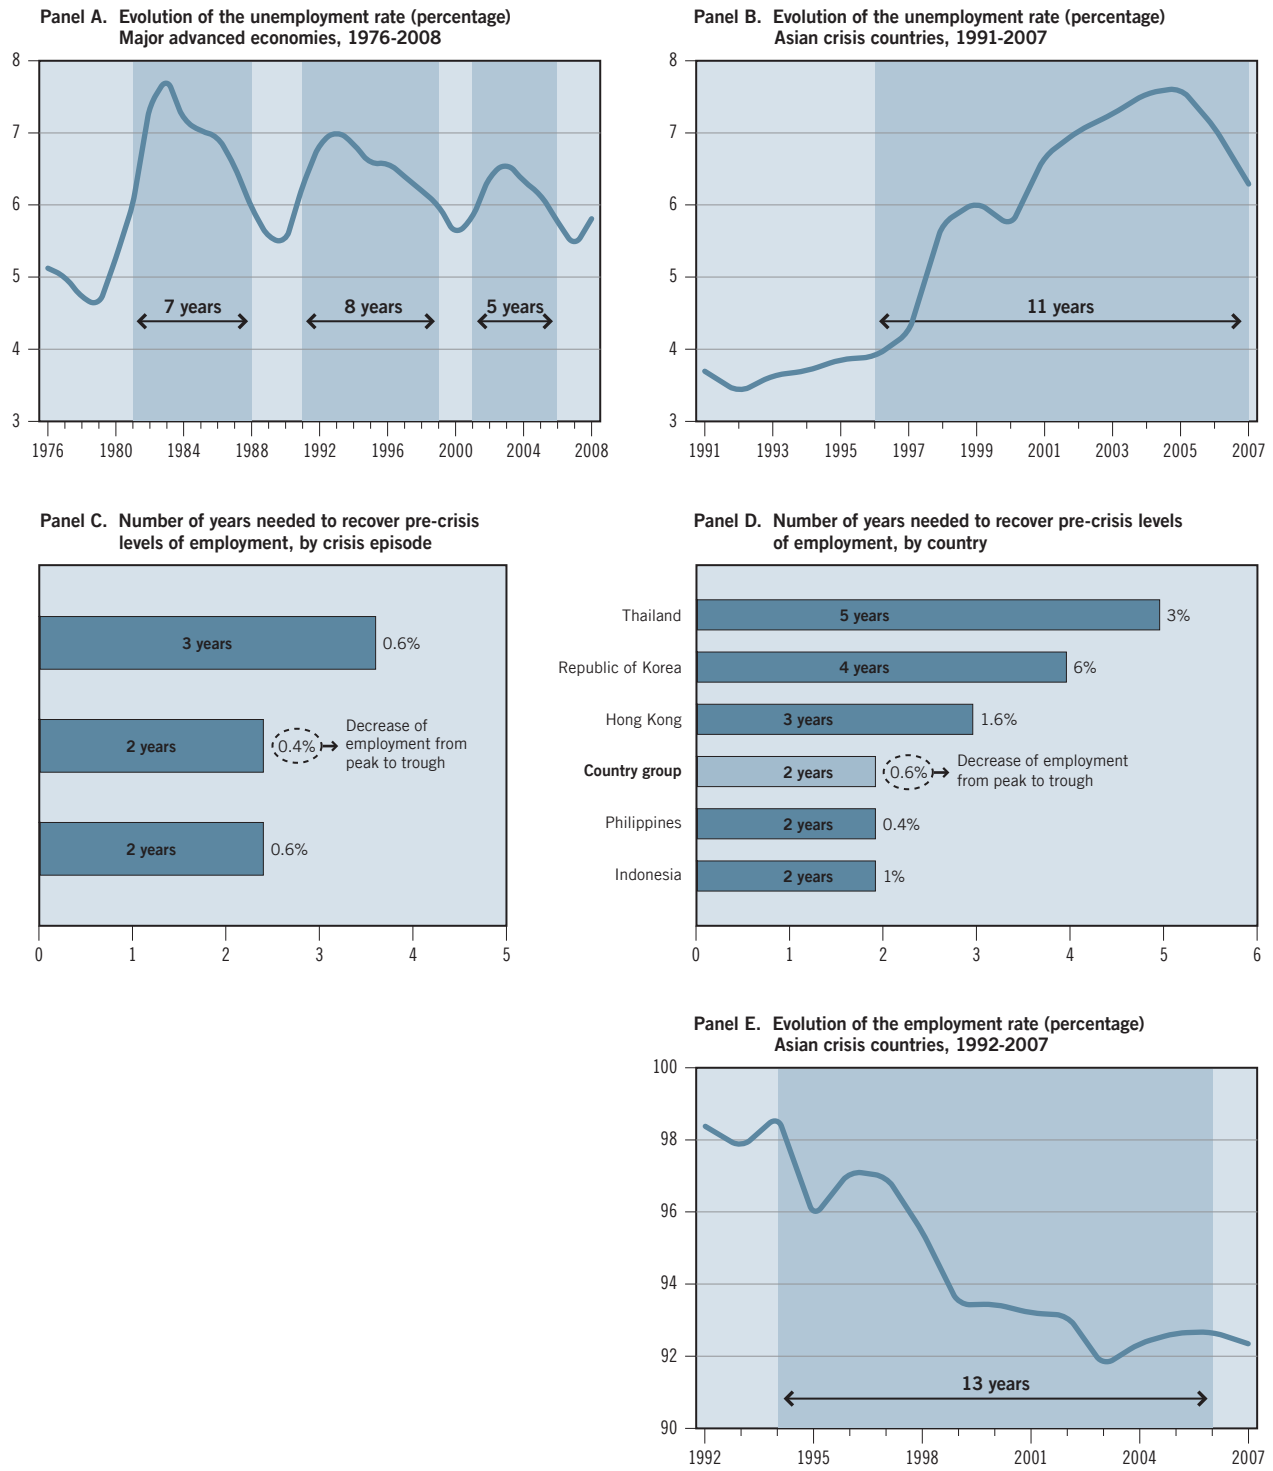 Panel A. Evolution of the unemployment rate (percentage)
Major advanced economies, 1976-2008
8
7
6
5
4
3
7 years
8 years
5 years
1976 1980 1984 1988 1992 1996 2000 2004 2008
Panel B. Evolution of the unemployment rate (percentage)
Asian crisis countries, 1991-2007
8
7
6
5
4
3
11 years
1991 1993 1995 1997 1999 2001 2003 2005 2007
Panel C. Number of years needed to recover pre-crisis
levels of employment, by crisis episode
3 years 0.6%
2 years 0.4%
Decrease of
employment from
peak to trough
2 years 0.6%
0 1 2 3 4 5
Panel D. Number of years needed to recover pre-crisis levels
of employment, by country
Thailand 5 years 3%
Republic of Korea 4 years 6%
Hong Kong 3 years 1.6%
Country group 2 years 0.6%
Decrease of employment
from peak to trough
Philippines 2 years 0.4%
Indonesia 2 years 1%
0 1 2 3 4 5 6
Panel E. Evolution of the employment rate (percentage)
Asian crisis countries, 1992-2007
100
98
96
94
92
90
13 years
1992 1995 1998 2001 2004 2007